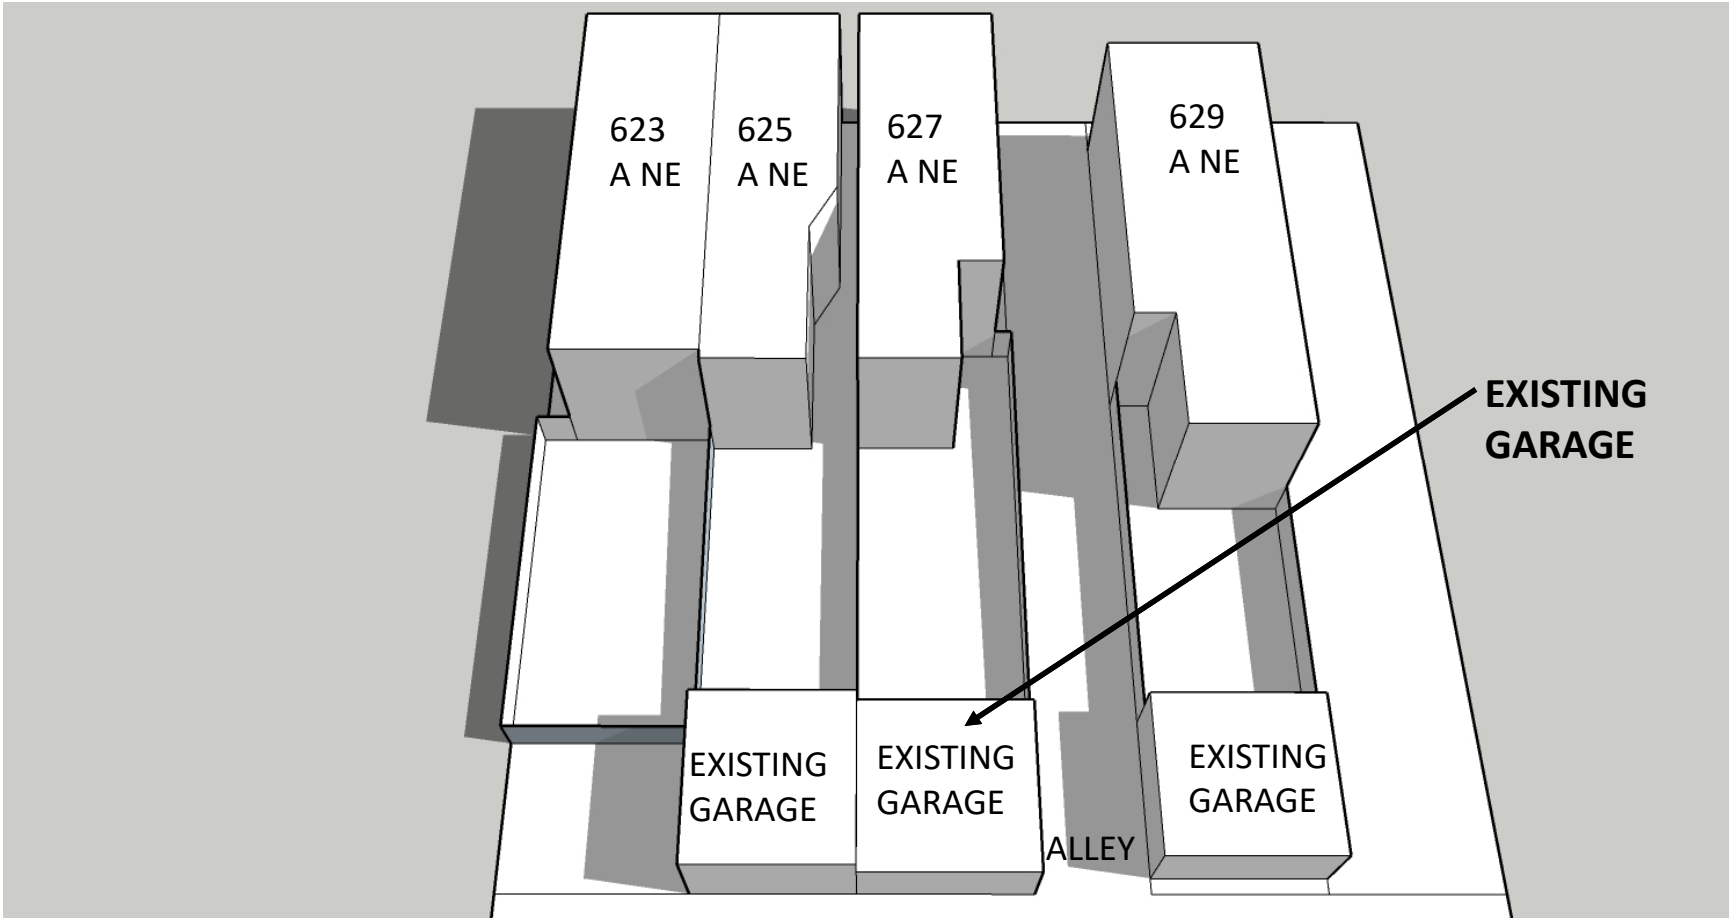 623
A NE
625
A NE
627
A NE
629
A NE
EXISTING
GARAGE
EXISTING
GARAGE
EXISTING
GARAGE
EXISTING
GARAGE
ALLEY